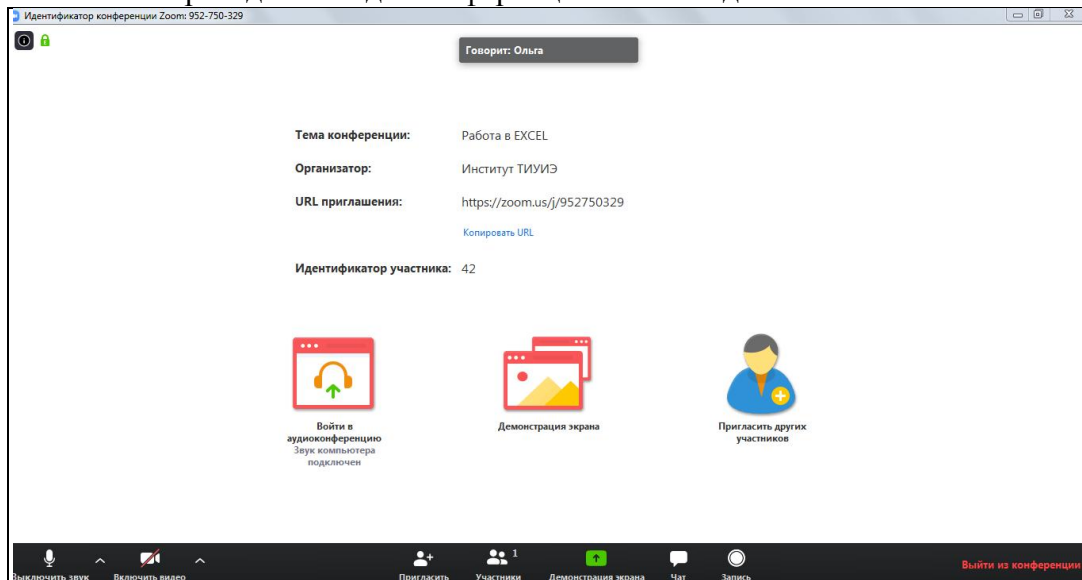 Идентификатор конференции Zoom: 952-750-329
Говорит: Ольга
Тема конференции: Работа в EXCEL
Организатор: Институт ТИУИЭ
URL приглашения: https://zoom.us/j/952750329
Копировать URL
Идентификатор участника: 42
Войти в
аудиоконференцию
Звук компьютера
подключен
Демонстрация экрана
Пригласить других
участников
1
Выключить звук Включить видео Пригласить Участники Демонстрация экрана Чат Запись Выйти из конференции